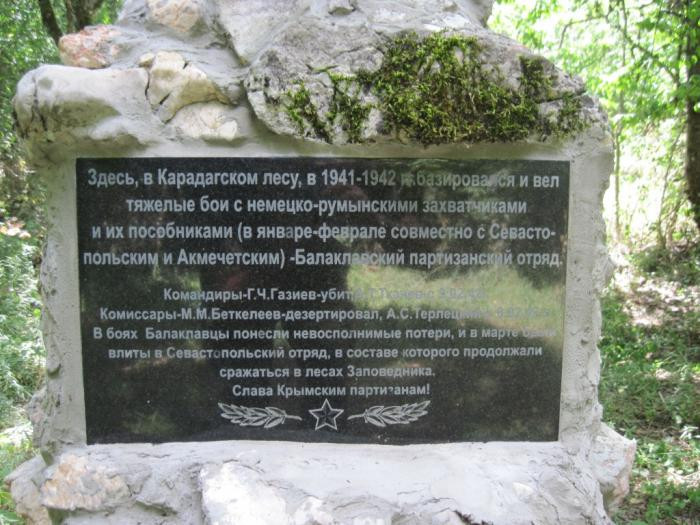 Здесь, в Карадагском лесу, в 1941-1942 г. базировался и вел
тяжелые бои с немецко-румынскими захватчиками
и их пособниками (в январе-феврале совместно с Севасто-
польским и Акмечетским) -Балаклавский партизанский отряд.
Командиры-Г.Ч.Газиев-убит,
Комиссары-М.М.Беткелеев-дезертировал, А.С.Терлецкий с
В боях Балаклавцы понесли невосполнимые потери, и в марте были
влиты в Севастопольский отряд, в составе которого продолжали
сражаться в лесах Заповедника.
Слава Крымским партизанам!